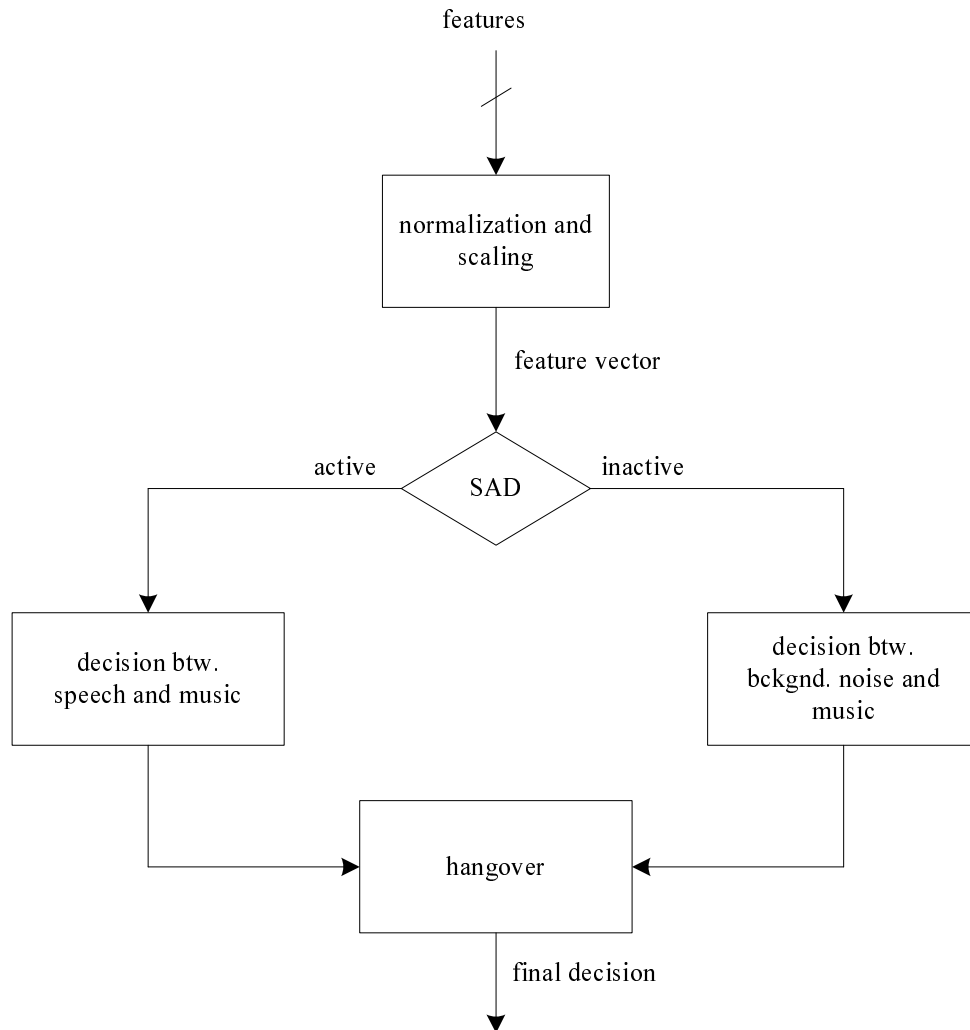 features
normalization and
scaling
feature vector
active
inactive
SAD
decision btw.
speech and music
decision btw.
bckgnd. noise and
music
hangover
final decision